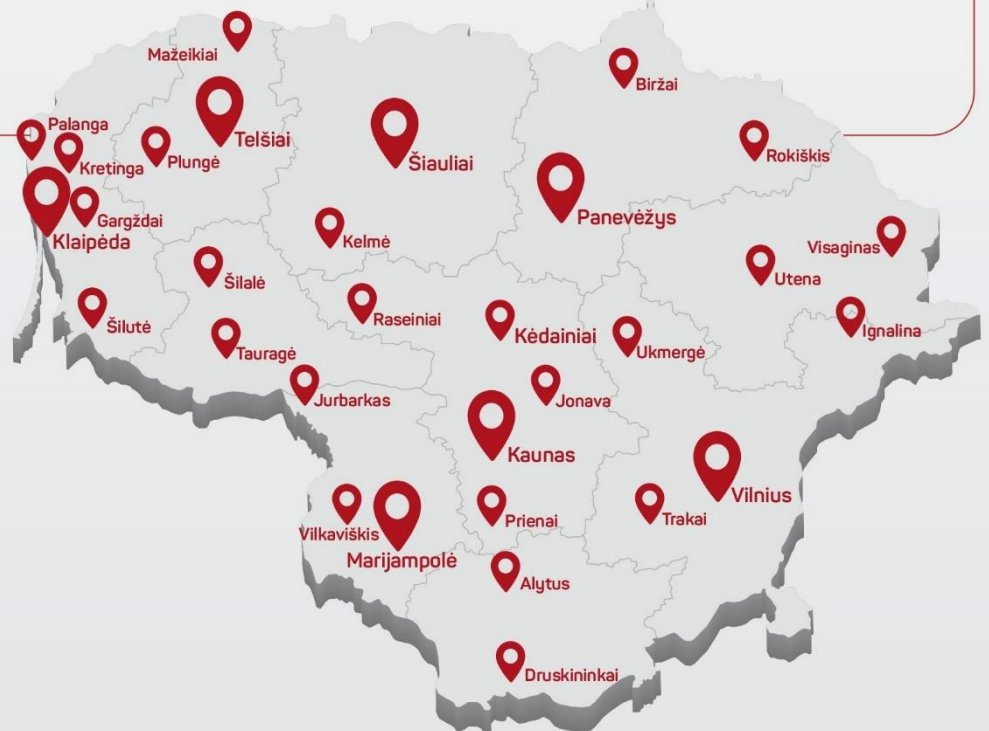 Mažeikiai
Biržai
Palanga
Telšiai
Šiauliai
Rokiškis
Kretinga
Plungė
Gargždai
Panevėžys
Klaipėda
Kelmė
Visaginas
Šilalė
Utena
Šilutė
Raseiniai
Kėdainiai
Ignalina
Tauragė
Ukmergė
Jurbarkas
Jonava
Kaunas
Vilnius
Vilkaviškis
Prienai
Trakai
Marijampolė
Alytus
Druskininkai